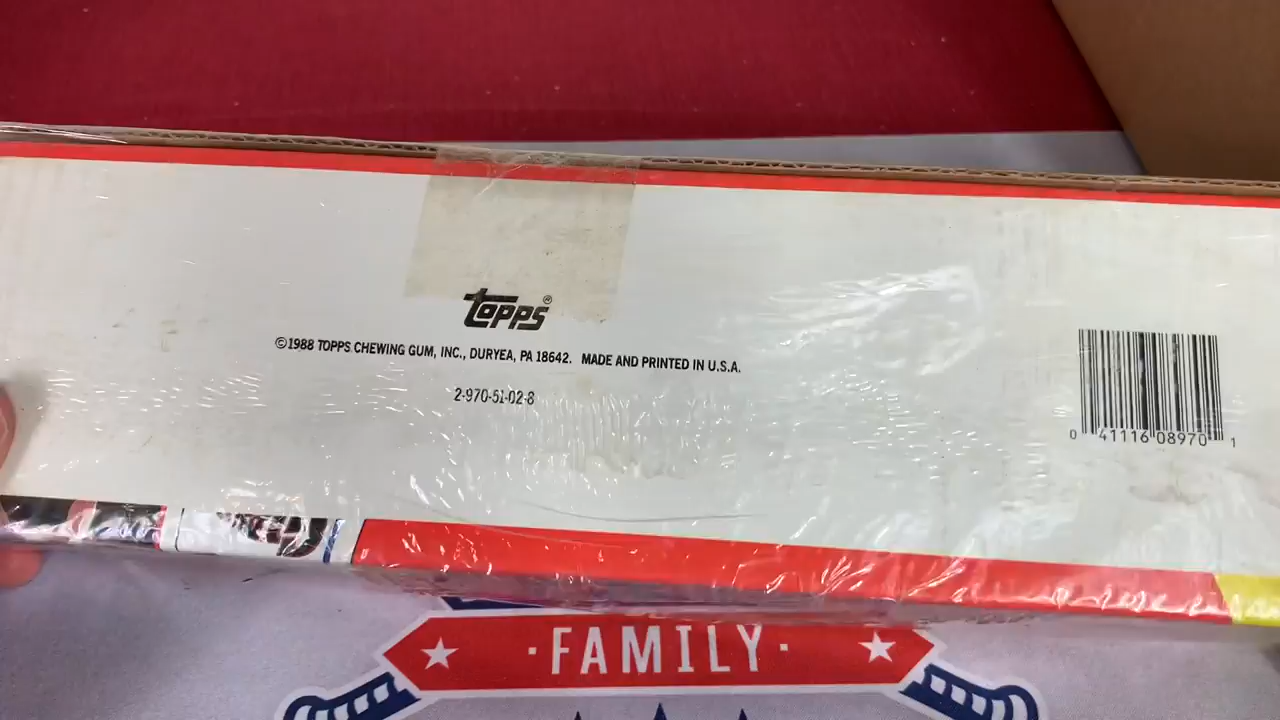 topps®
©1988 TOPPS CHEWING GUM, INC., DURYEA, PA 18642. MADE AND PRINTED IN U.S.A.
2-970-51-02-8
0 41116 08970 1
·FAMILY·